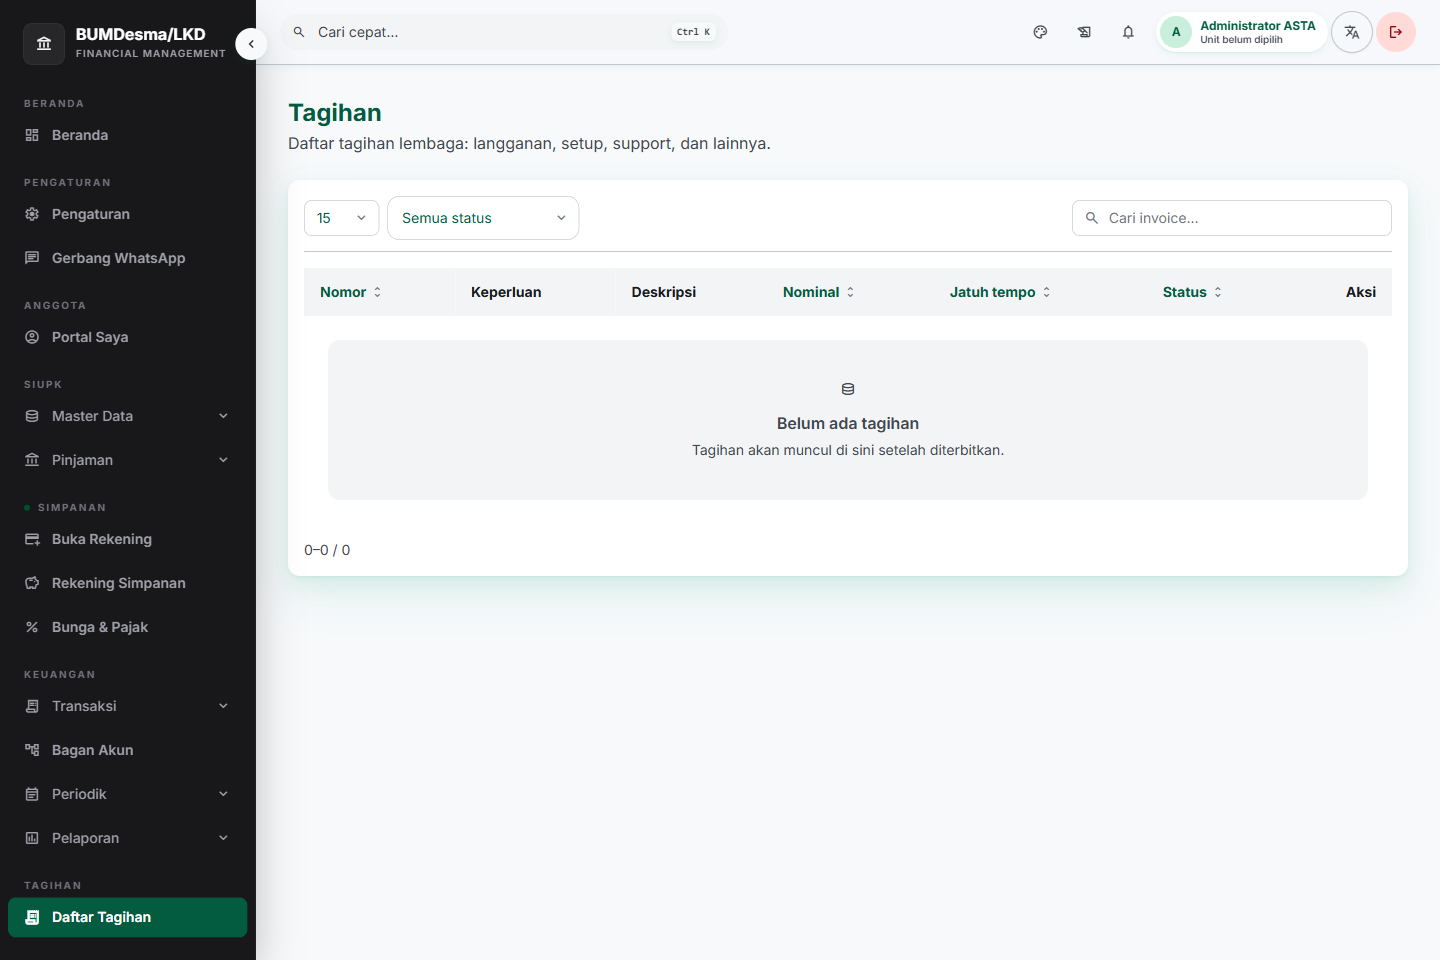 BUMDesma/LKD
FINANCIAL MANAGEMENT
Cari cepat...
Ctrl K
A
Administrator ASTA
Unit belum dipilih
BERANDA
Beranda
PENGATURAN
Pengaturan
Gerbang WhatsApp
ANGGOTA
Portal Saya
SIUPK
Master Data
Pinjaman
SIMPANAN
Buka Rekening
Rekening Simpanan
Bunga & Pajak
KEUANGAN
Transaksi
Bagan Akun
Periodik
Pelaporan
TAGIHAN
Daftar Tagihan
Tagihan
Daftar tagihan lembaga: langganan, setup, support, dan lainnya.
15
Semua status
Cari invoice...
Nomor Keperluan Deskripsi Nominal Jatuh tempo Status Aksi
Belum ada tagihan
Tagihan akan muncul di sini setelah diterbitkan.
0–0 / 0